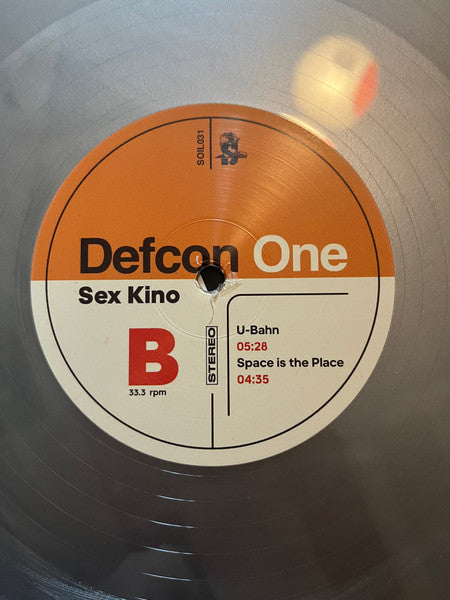 SOIL031
Defcon One
Sex Kino
B
33.3 rpm
STEREO
U-Bahn
05:28
Space is the Place
04:35